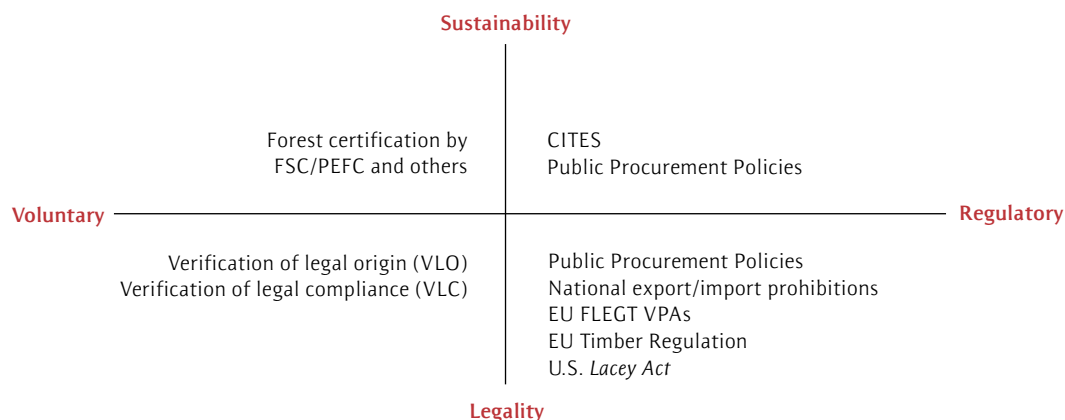 Sustainability
Forest certification by
FSC/PEFC and others
CITES
Public Procurement Policies
Voluntary
Regulatory
Verification of legal origin (VLO)
Verification of legal compliance (VLC)
Public Procurement Policies
National export/import prohibitions
EU FLEGT VPAs
EU Timber Regulation
U.S. Lacey Act
Legality